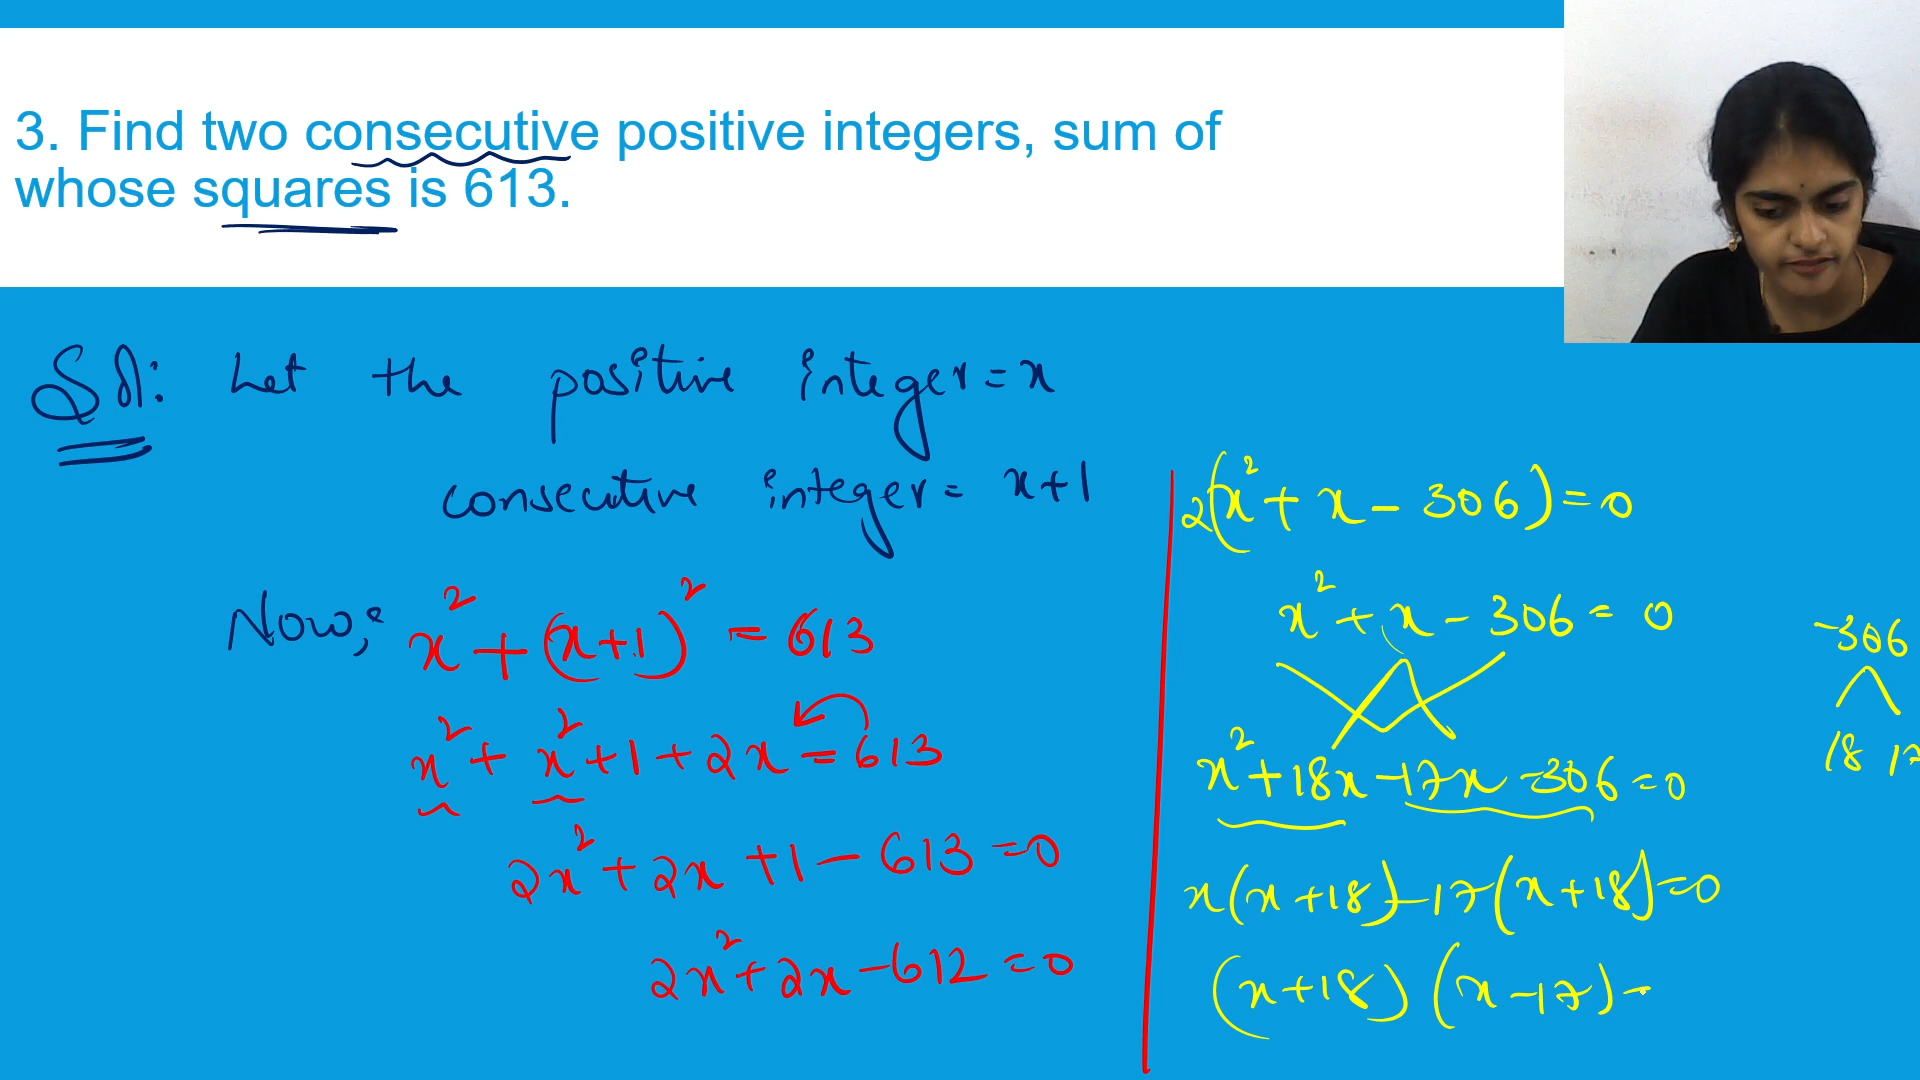 3. Find two consecutive positive integers, sum of
whose squares is 613.
Sol: Let the positive integer = x
consecutive integer = x+1
Now, x² + (x+1)² = 613
x² + x² + 1 + 2x = 613
2x² + 2x + 1 - 613 = 0
2x² + 2x - 612 = 0
2(x² + x - 306) = 0
x² + x - 306 = 0
x² + 18x - 17x - 306 = 0
x(x+18) - 17(x+18) = 0
(x+18) (x-17) -
-306
18 17